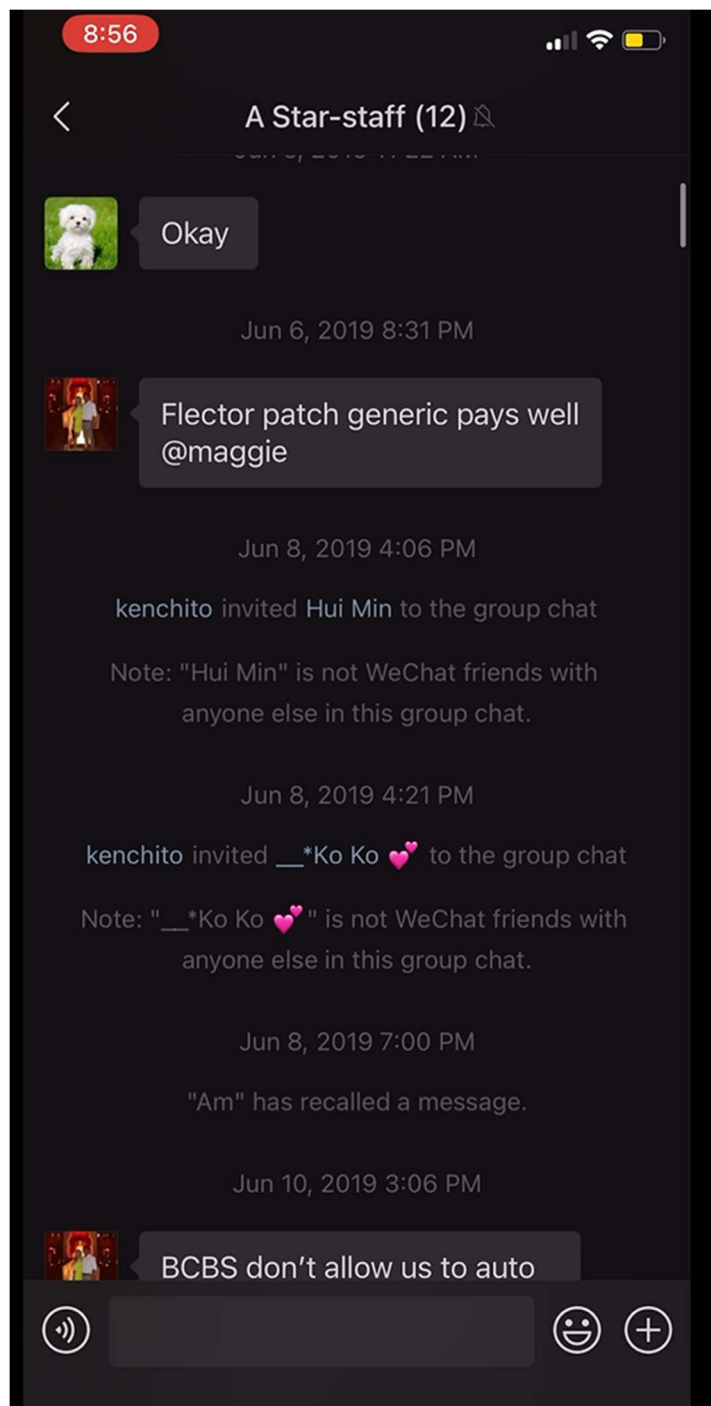 8:56
A Star-staff (12)
Okay
Jun 6, 2019 8:31 PM
Flector patch generic pays well
@maggie
Jun 8, 2019 4:06 PM
kenchito invited Hui Min to the group chat
Note: "Hui Min" is not WeChat friends with
anyone else in this group chat.
Jun 8, 2019 4:21 PM
kenchito invited __*Ko Ko 💕 to the group chat
Note: "__*Ko Ko 💕" is not WeChat friends with
anyone else in this group chat.
Jun 8, 2019 7:00 PM
"Am" has recalled a message.
Jun 10, 2019 3:06 PM
BCBS don’t allow us to auto